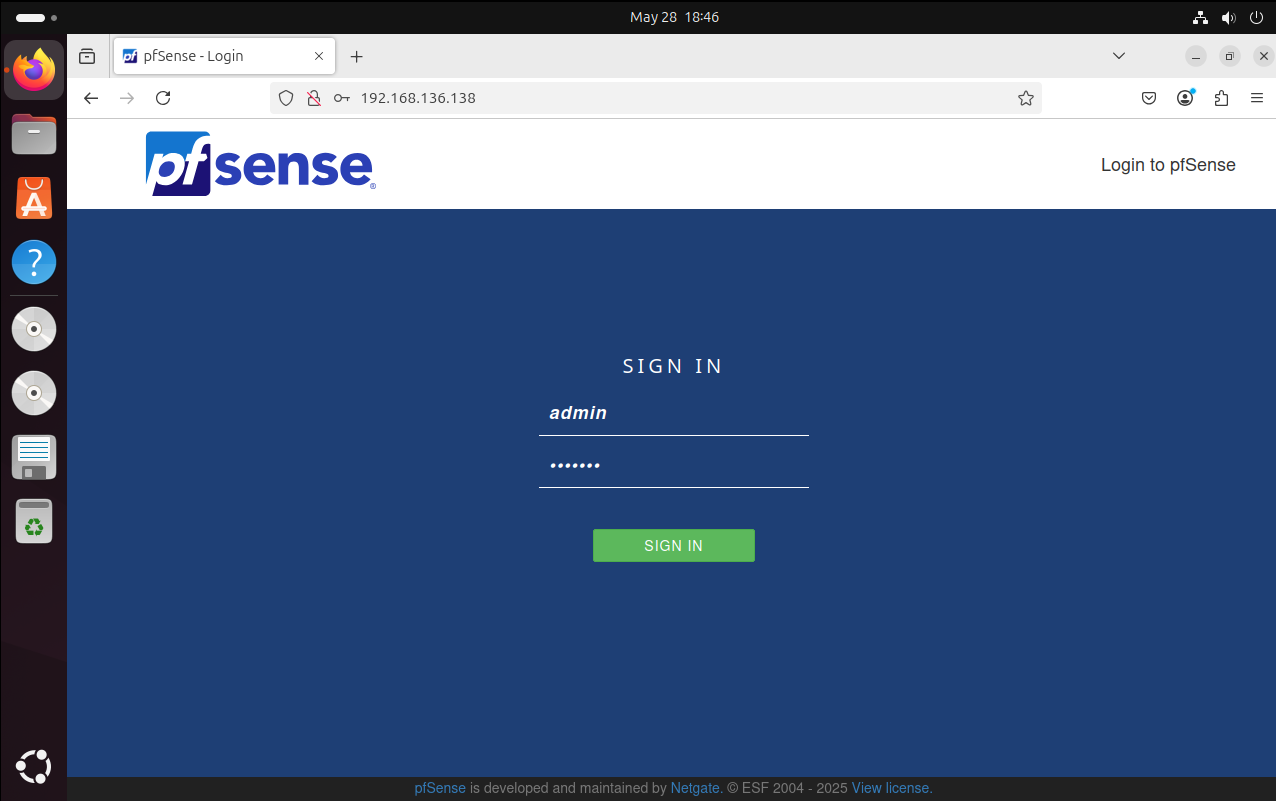 May 28 18:46
pfSense - Login
192.168.136.138
pfsense®
Login to pfSense
SIGN IN
admin
•••••••
SIGN IN
pfSense is developed and maintained by Netgate. © ESF 2004 - 2025 View license.